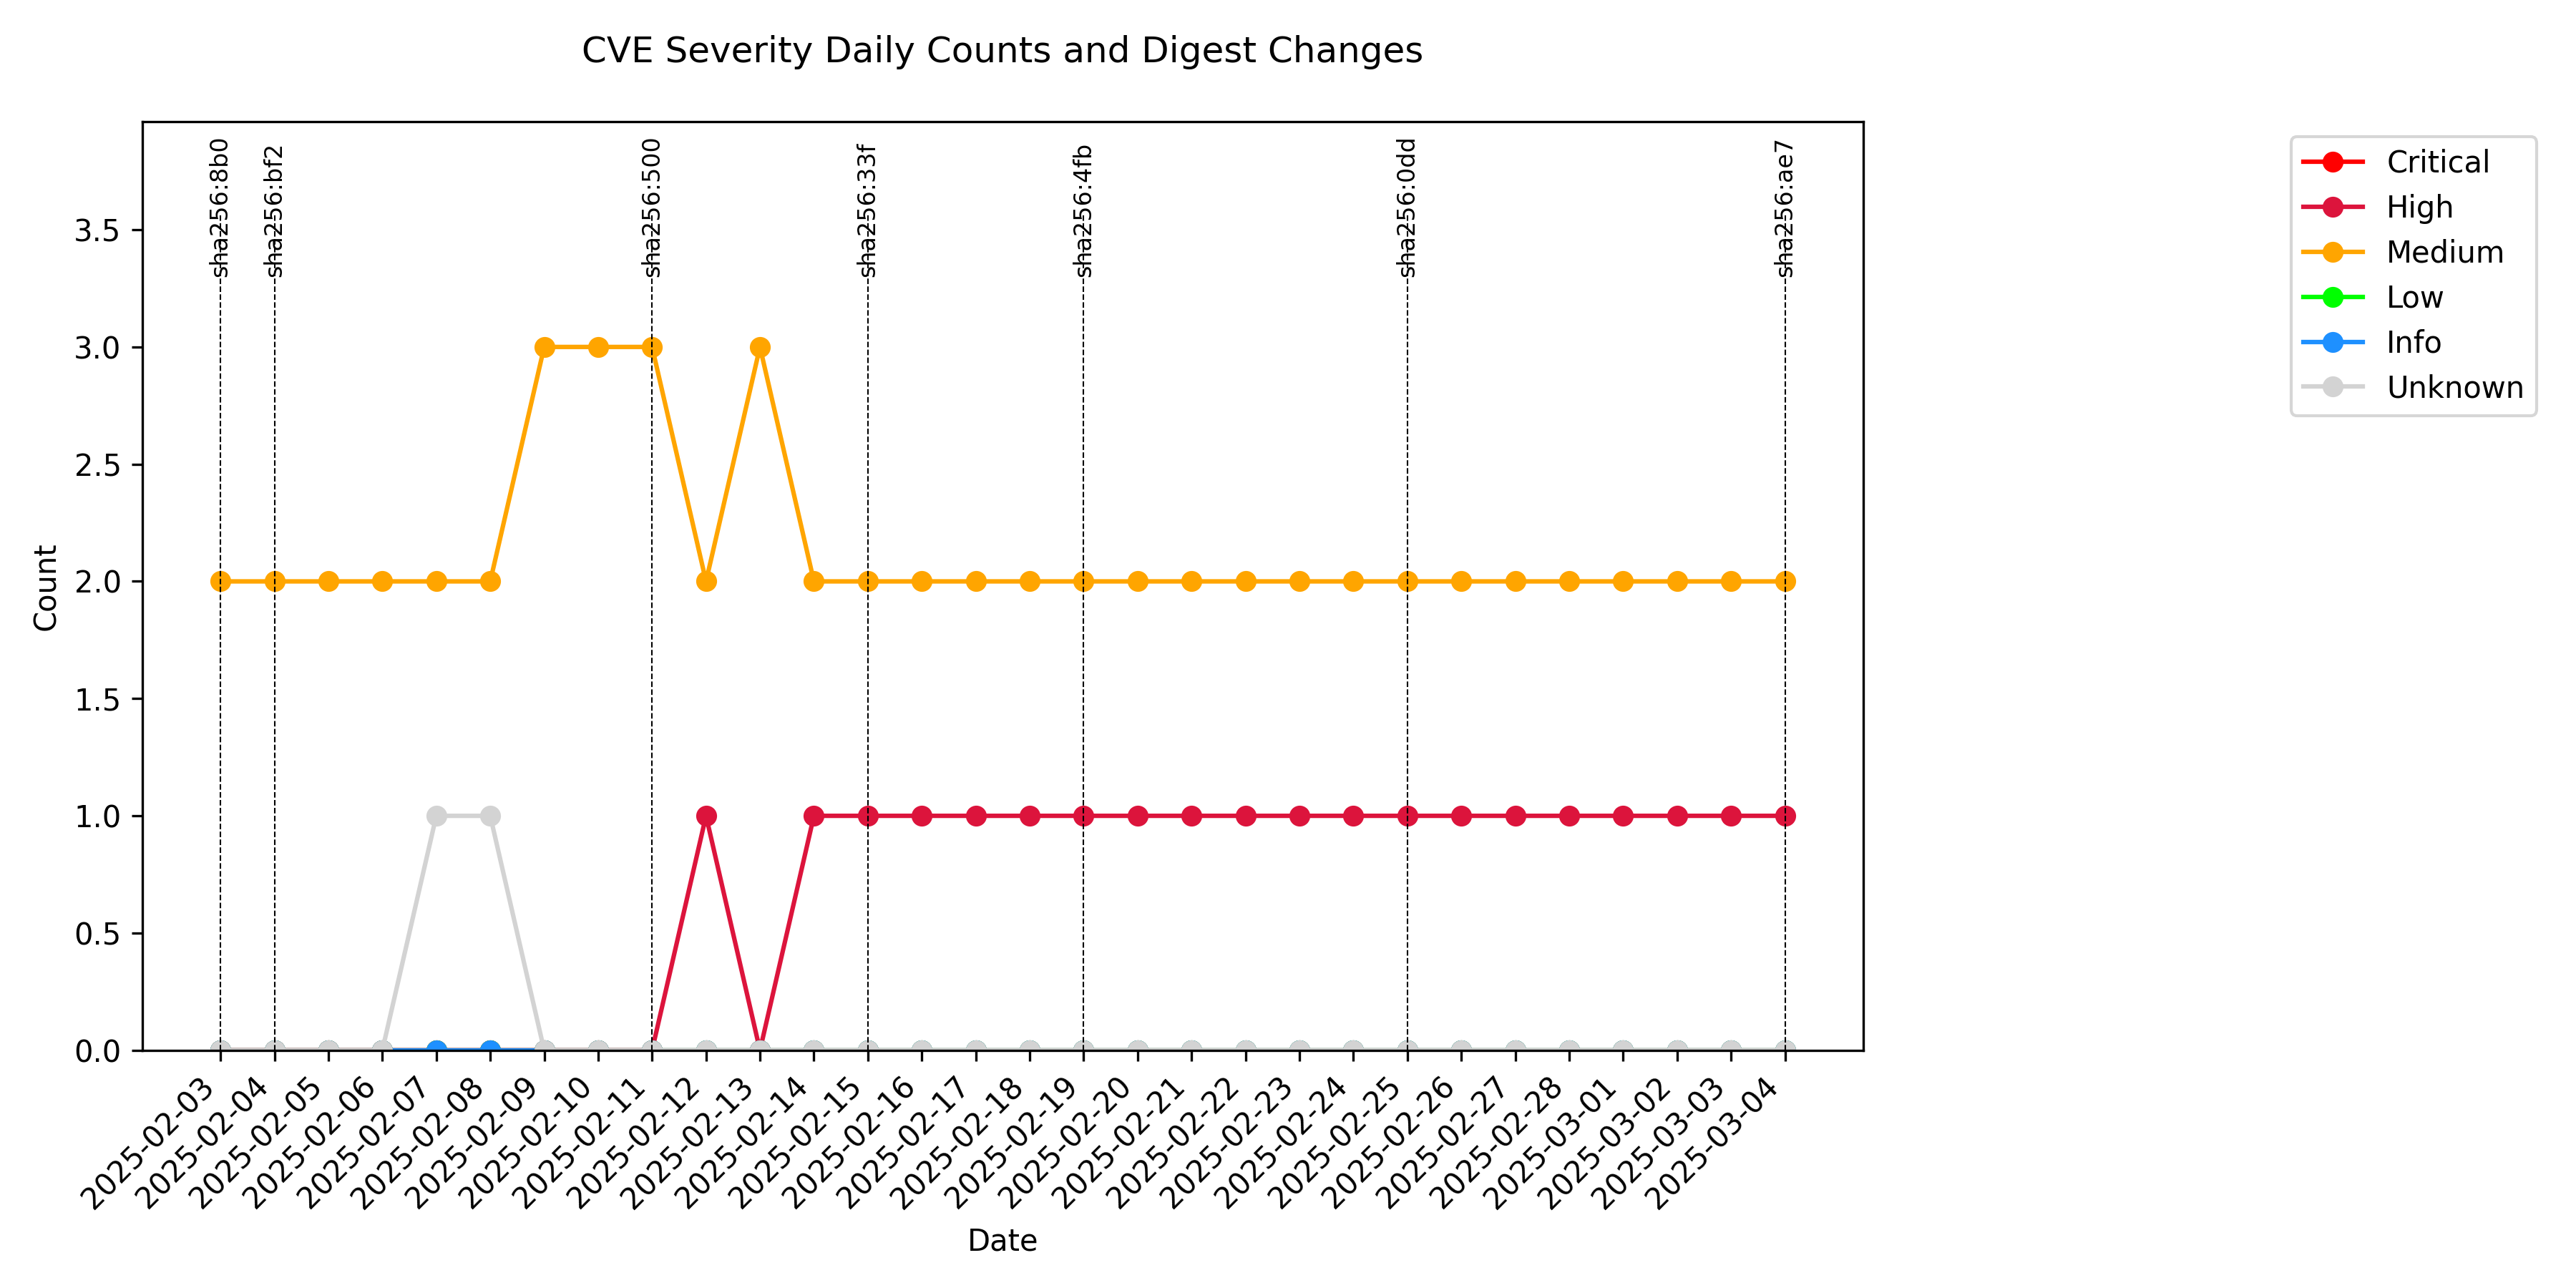 CVE Severity Daily Counts and Digest Changes
sha256:8b0
sha256:bf2
sha256:500
sha256:33f
sha256:4fb
sha256:0dd
sha256:ae7
Critical
High
Medium
Low
Info
Unknown
Count
3.5
3.0
2.5
2.0
1.5
1.0
0.5
0.0
2025-02-03
2025-02-04
2025-02-05
2025-02-06
2025-02-07
2025-02-08
2025-02-09
2025-02-10
2025-02-11
2025-02-12
2025-02-13
2025-02-14
2025-02-15
2025-02-16
2025-02-17
2025-02-18
2025-02-19
2025-02-20
2025-02-21
2025-02-22
2025-02-23
2025-02-24
2025-02-25
2025-02-26
2025-02-27
2025-02-28
2025-03-01
2025-03-02
2025-03-03
2025-03-04
Date